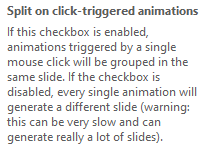 Split on click-triggered animations
If this checkbox is enabled,
animations triggered by a single
mouse click will be grouped in the
same slide. If the checkbox is
disabled, every single animation will
generate a different slide (warning:
this can be very slow and can
generate really a lot of slides).